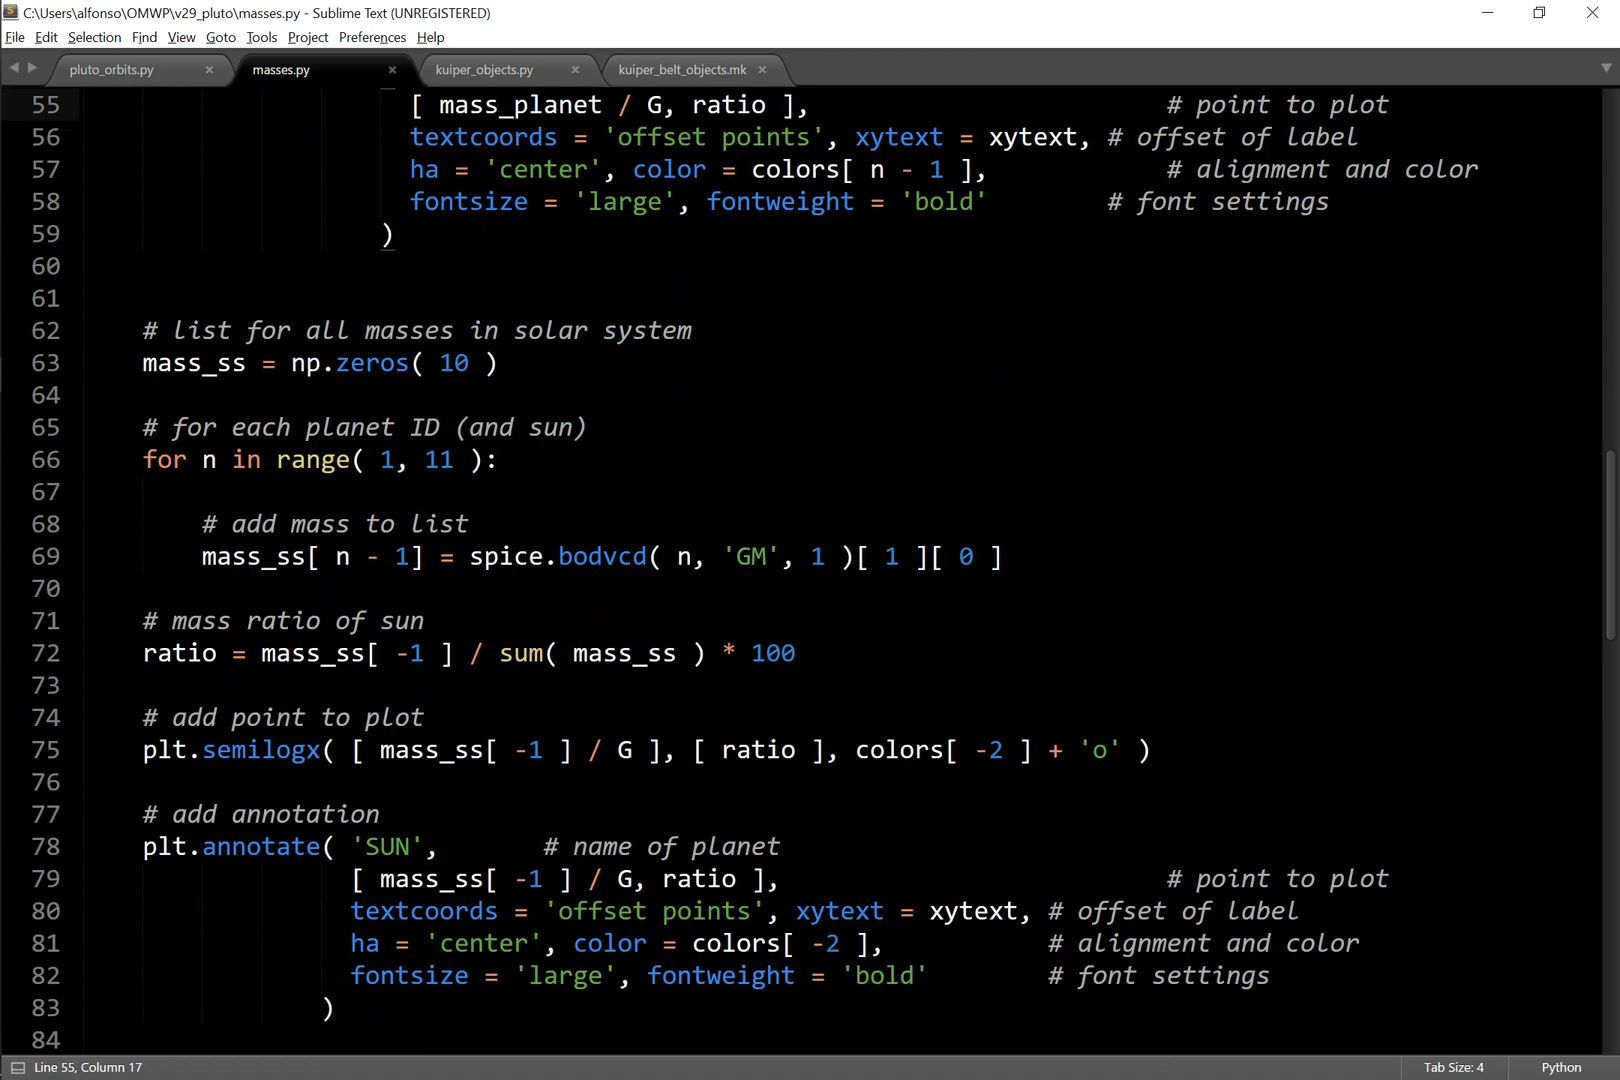 C:\Users\alfonso\OMWP\v29_pluto\masses.py - Sublime Text (UNREGISTERED)
File Edit Selection Find View Goto Tools Project Preferences Help
pluto_orbits.py masses.py kuiper_objects.py kuiper_belt_objects.mk
55 [ mass_planet / G, ratio ], # point to plot
56 textcoords = 'offset points', xytext = xytext, # offset of label
57 ha = 'center', color = colors[ n - 1 ], # alignment and color
58 fontsize = 'large', fontweight = 'bold' # font settings
59 )
60
61
62 # list for all masses in solar system
63 mass_ss = np.zeros( 10 )
64
65 # for each planet ID (and sun)
66 for n in range( 1, 11 ):
67
68 # add mass to list
69 mass_ss[ n - 1] = spice.bodvcd( n, 'GM', 1 )[ 1 ][ 0 ]
70
71 # mass ratio of sun
72 ratio = mass_ss[ -1 ] / sum( mass_ss ) * 100
73
74 # add point to plot
75 plt.semilogx( [ mass_ss[ -1 ] / G ], [ ratio ], colors[ -2 ] + 'o' )
76
77 # add annotation
78 plt.annotate( 'SUN', # name of planet
79 [ mass_ss[ -1 ] / G, ratio ], # point to plot
80 textcoords = 'offset points', xytext = xytext, # offset of label
81 ha = 'center', color = colors[ -2 ], # alignment and color
82 fontsize = 'large', fontweight = 'bold' # font settings
83 )
84
Line 55, Column 17 Tab Size: 4 Python